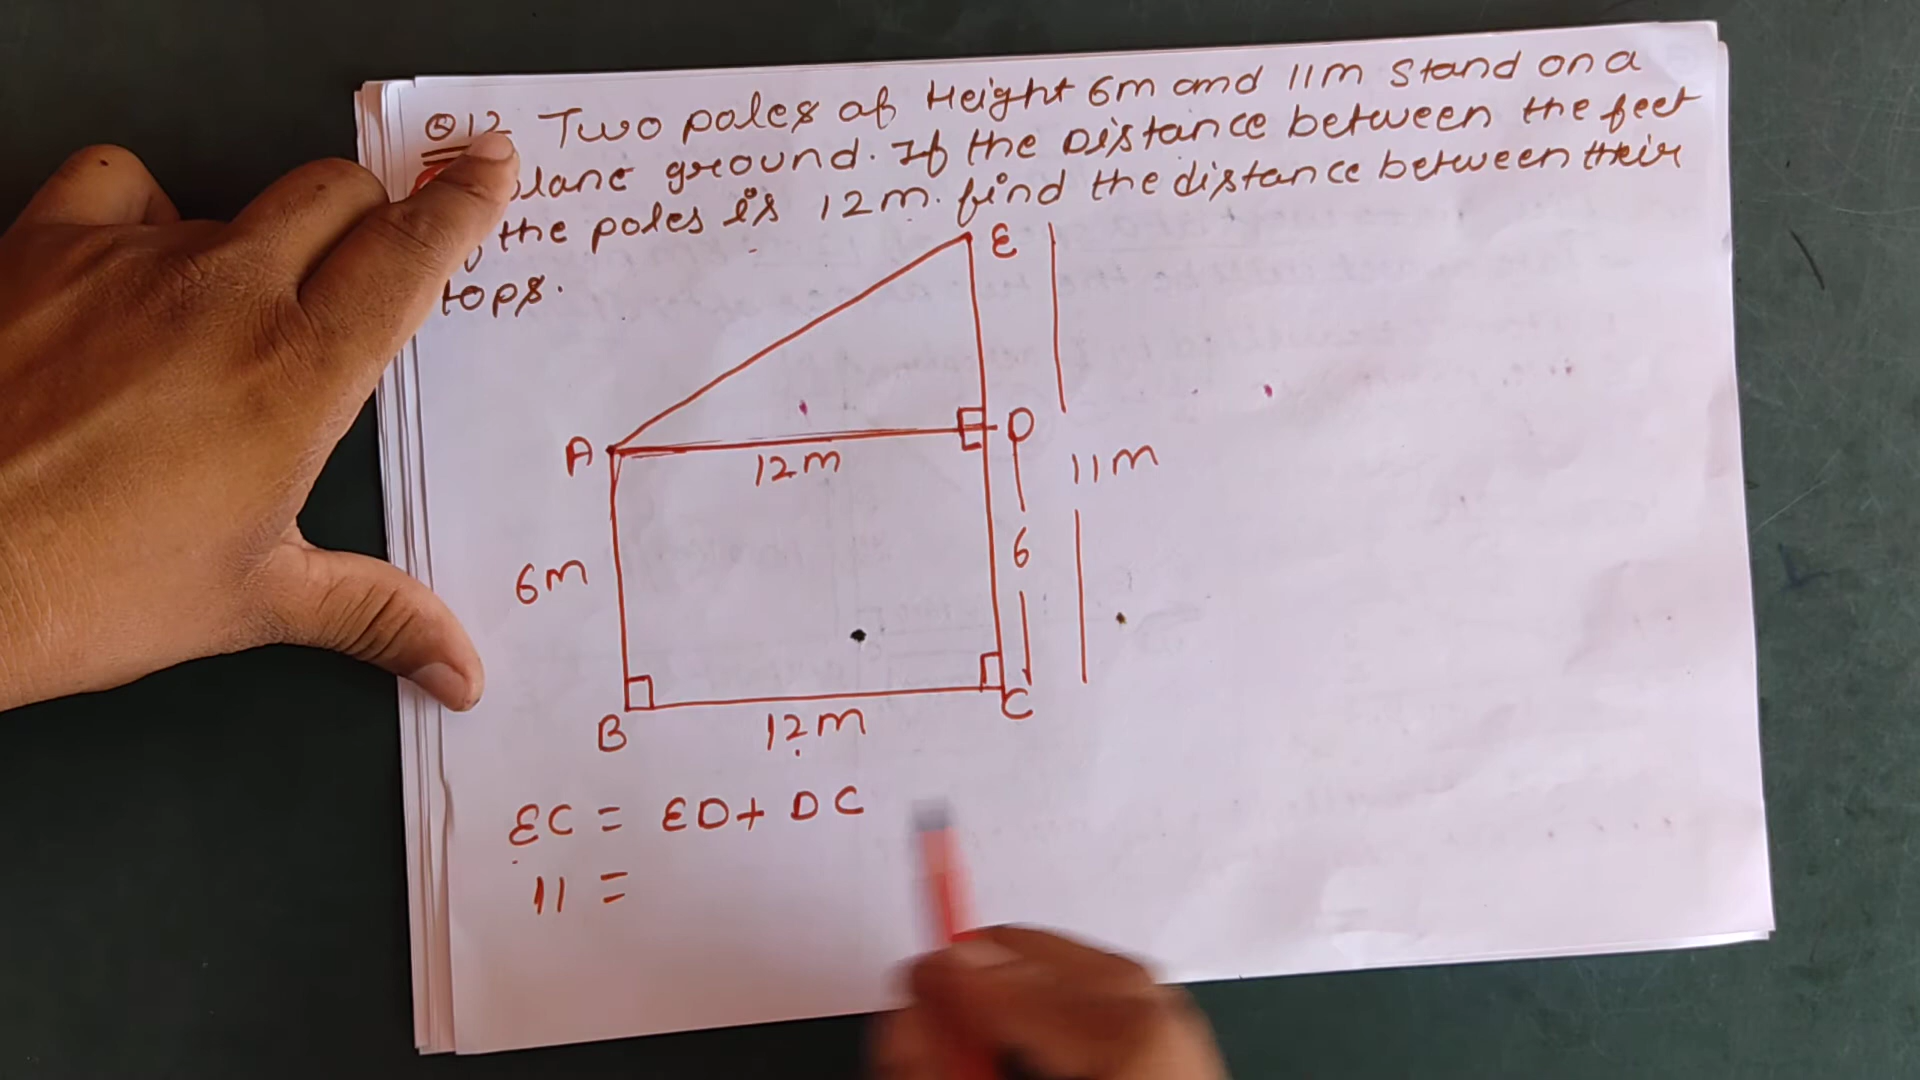 Q12 Two poles of Height 6m and 11m stand on a
plane ground. If the Distance between the feet
the poles is 12m. find the distance between their
tops.
E
A
D
12m
11m
6m
6
B
C
12m
EC = ED + DC
11 =